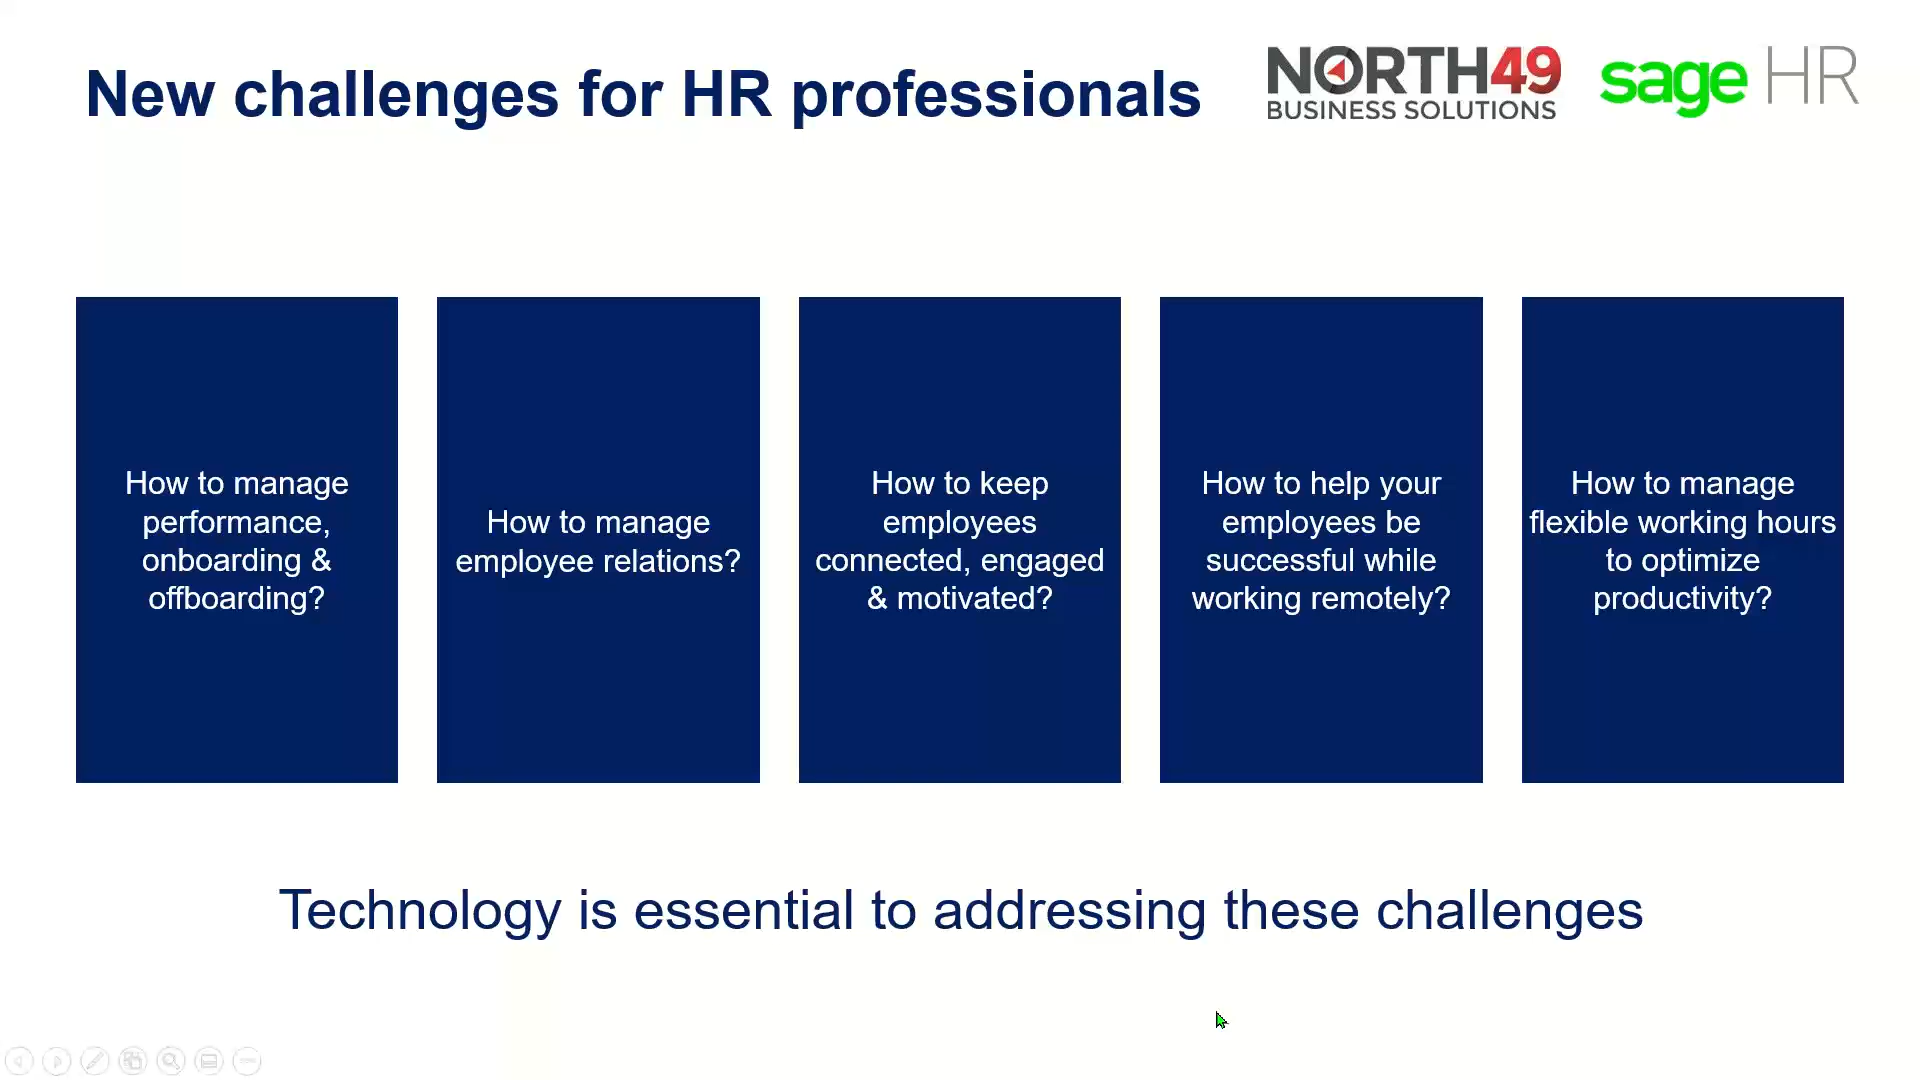 New challenges for HR professionals
NORTH49
BUSINESS SOLUTIONS
sage HR
How to manage
performance,
onboarding &
offboarding?
How to manage
employee relations?
How to keep
employees
connected, engaged
& motivated?
How to help your
employees be
successful while
working remotely?
How to manage
flexible working hours
to optimize
productivity?
Technology is essential to addressing these challenges